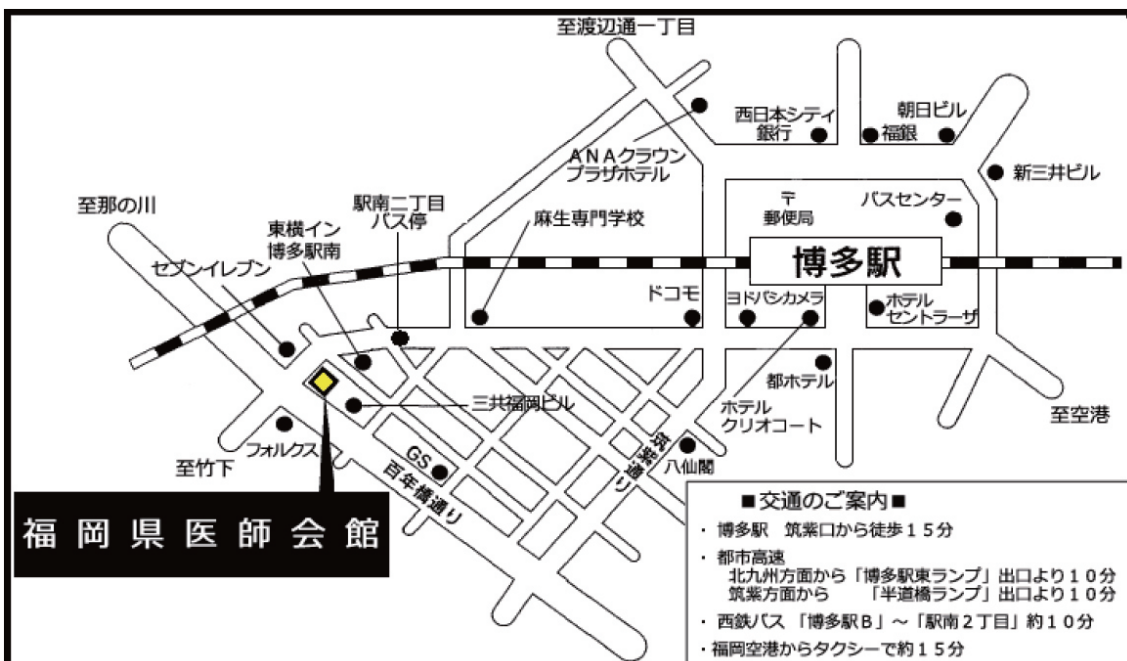 至渡辺通一丁目
西日本シティ
銀行
福銀
朝日ビル
新三井ビル
ANAクラウン
プラザホテル
〒
郵便局
バスセンター
至那の川
駅南二丁目
バス停
東横イン
博多駅南
麻生専門学校
セブンイレブン
博多駅
ドコモ
ヨドバシカメラ
ホテル
セントラーザ
都ホテル
ホテル
クリオコート
至空港
三共福岡ビル
フォルクス
至竹下
GS
百年橋通り
筑紫通り
八仙閣
福岡県医師会館
■交通のご案内■
・博多駅 筑紫口から徒歩15分
・都市高速
北九州方面から「博多駅東ランプ」出口より10分
筑紫方面から 「半道橋ランプ」出口より10分
・西鉄バス「博多駅B」～「駅南2丁目」約10分
・福岡空港からタクシーで約15分